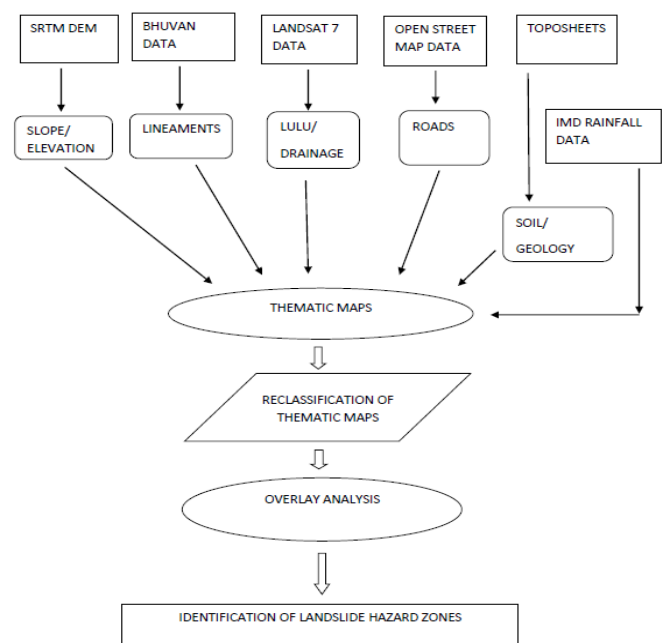 SRTM DEM
BHUVAN
DATA
LANDSAT 7
DATA
OPEN STREET
MAP DATA
TOPOSHEETS
SLOPE/
ELEVATION
LINEAMENTS
LULU/
DRAINAGE
ROADS
IMD RAINFALL
DATA
SOIL/
GEOLOGY
THEMATIC MAPS
RECLASSIFICATION OF
THEMATIC MAPS
OVERLAY ANALYSIS
IDENTIFICATION OF LANDSLIDE HAZARD ZONES